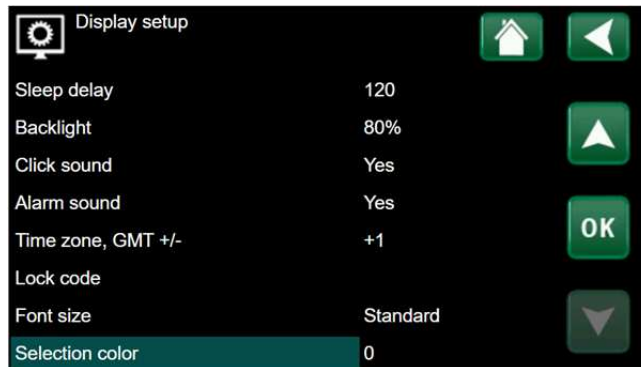 Display setup
Sleep delay 120
Backlight 80%
Click sound Yes
Alarm sound Yes
Time zone, GMT +/- +1
Lock code
OK
Font size Standard
Selection color 0